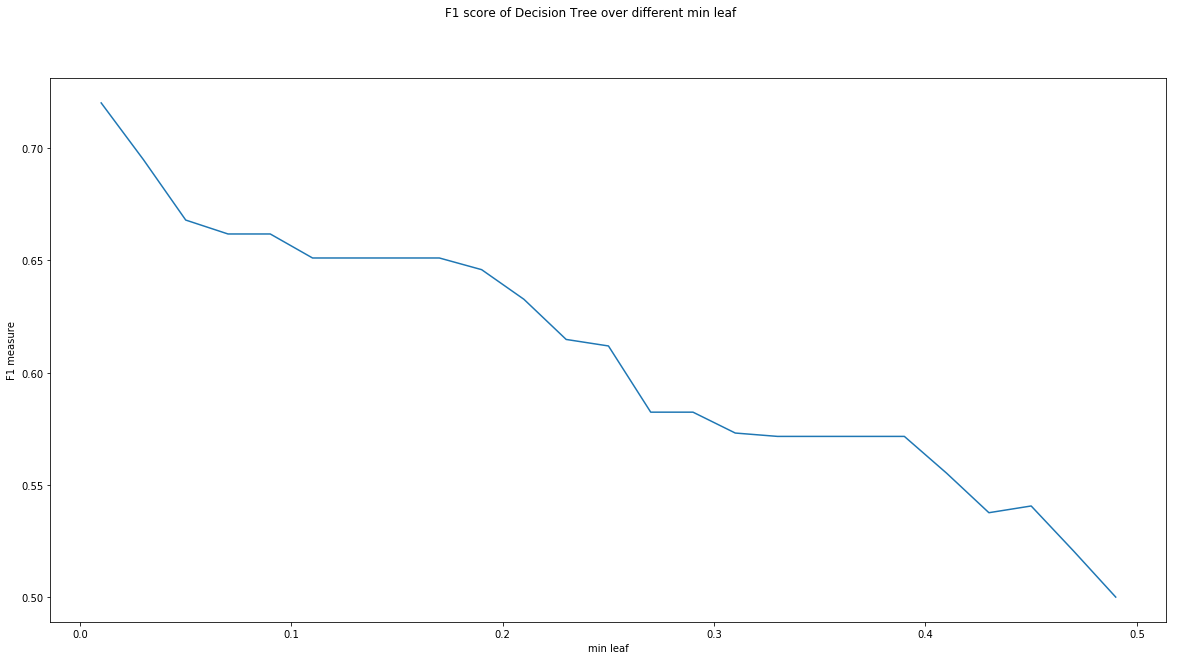 F1 score of Decision Tree over different min leaf
0.70
0.65
0.60
0.55
0.50
F1 measure
0.0 0.1 0.2 0.3 0.4 0.5
min leaf